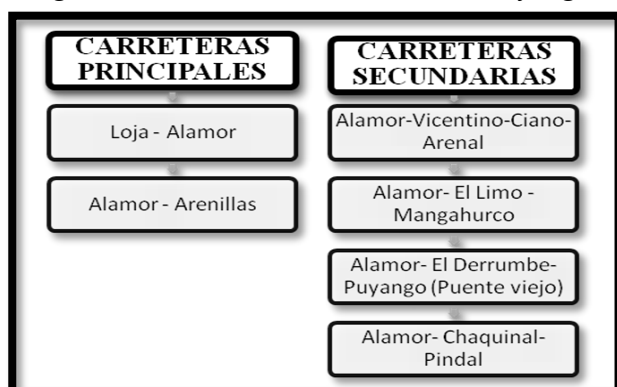 CARRETERAS
PRINCIPALES
Loja - Alamor
Alamor - Arenillas
CARRETERAS
SECUNDARIAS
Alamor-Vicentino-Ciano-
Arenal
Alamor- El Limo -
Mangahurco
Alamor- El Derrumbe-
Puyango (Puente viejo)
Alamor- Chaquinal-
Pindal